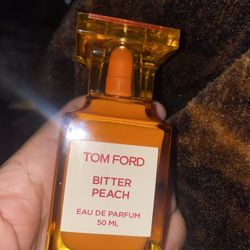 TOM FORD
BITTER
PEACH
EAU DE PARFUM
50 ML